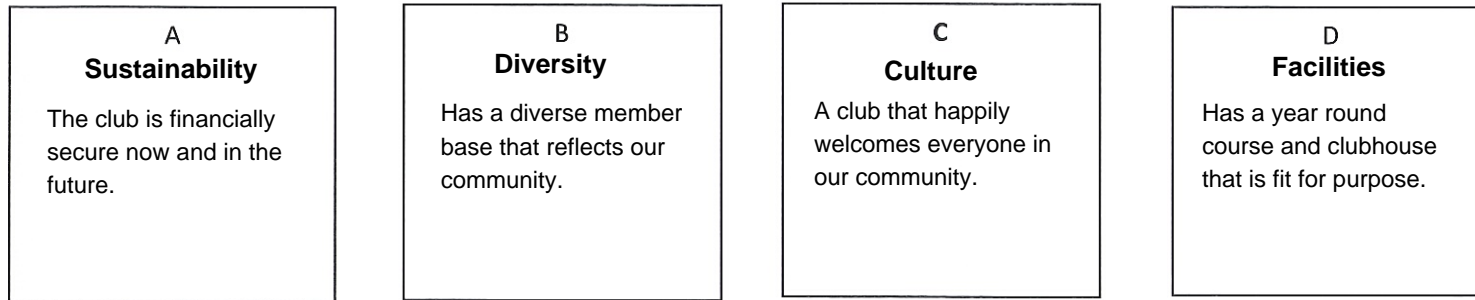 A
Sustainability
The club is financially
secure now and in the
future.
B
Diversity
Has a diverse member
base that reflects our
community.
C
Culture
A club that happily
welcomes everyone in
our community.
D
Facilities
Has a year round
course and clubhouse
that is fit for purpose.